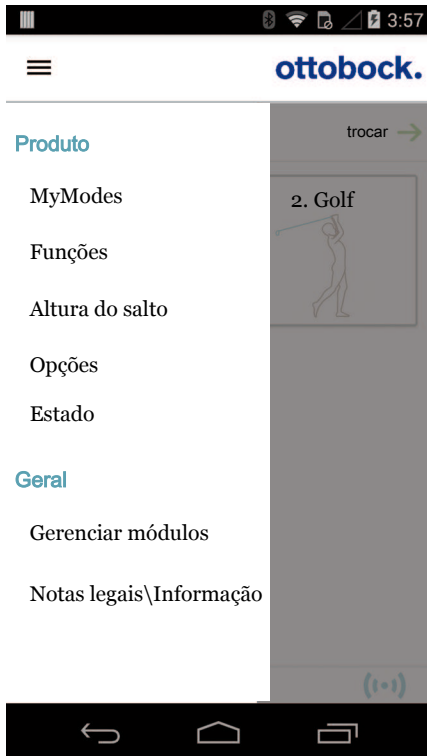 3:57
ottobock.
trocar
Produto
MyModes
2. Golf
Funções
Altura do salto
Opções
Estado
Geral
Gerenciar módulos
Notas legais\Informação